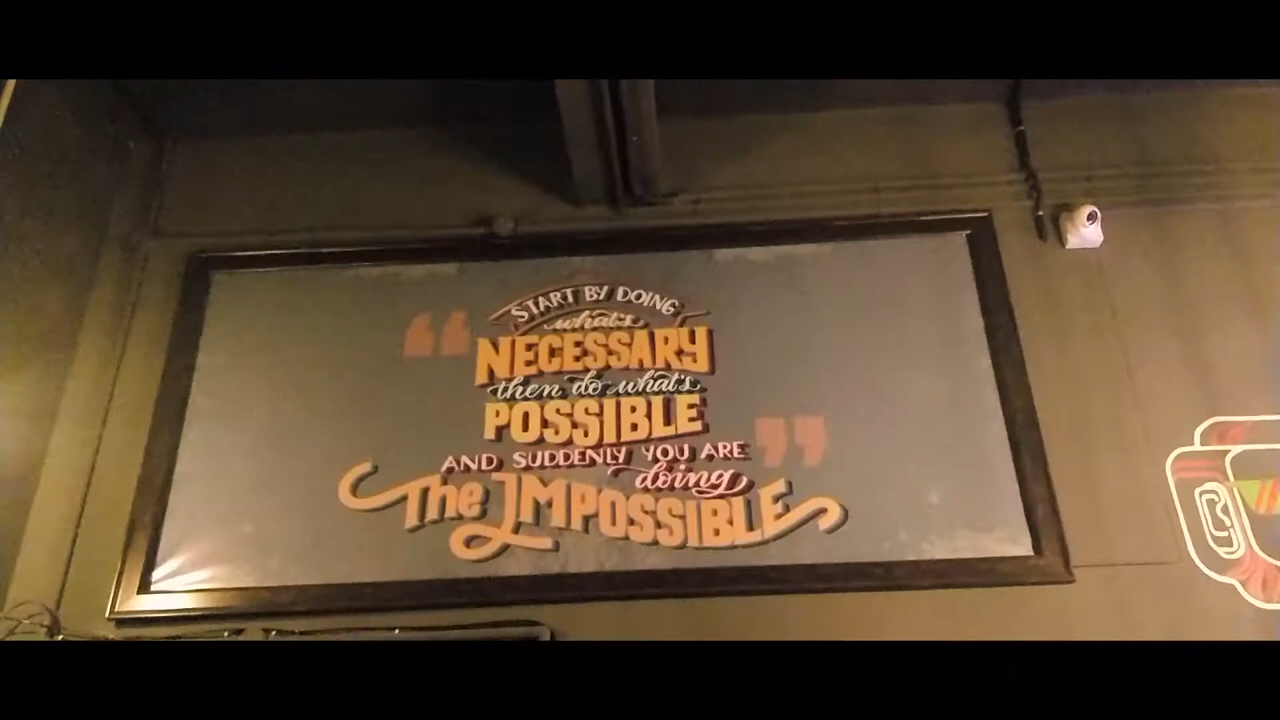 “ START BY DOING
what's
NECESSARY
then do what's
POSSIBLE
AND SUDDENLY YOU ARE ”
doing
The IMPOSSIBLE